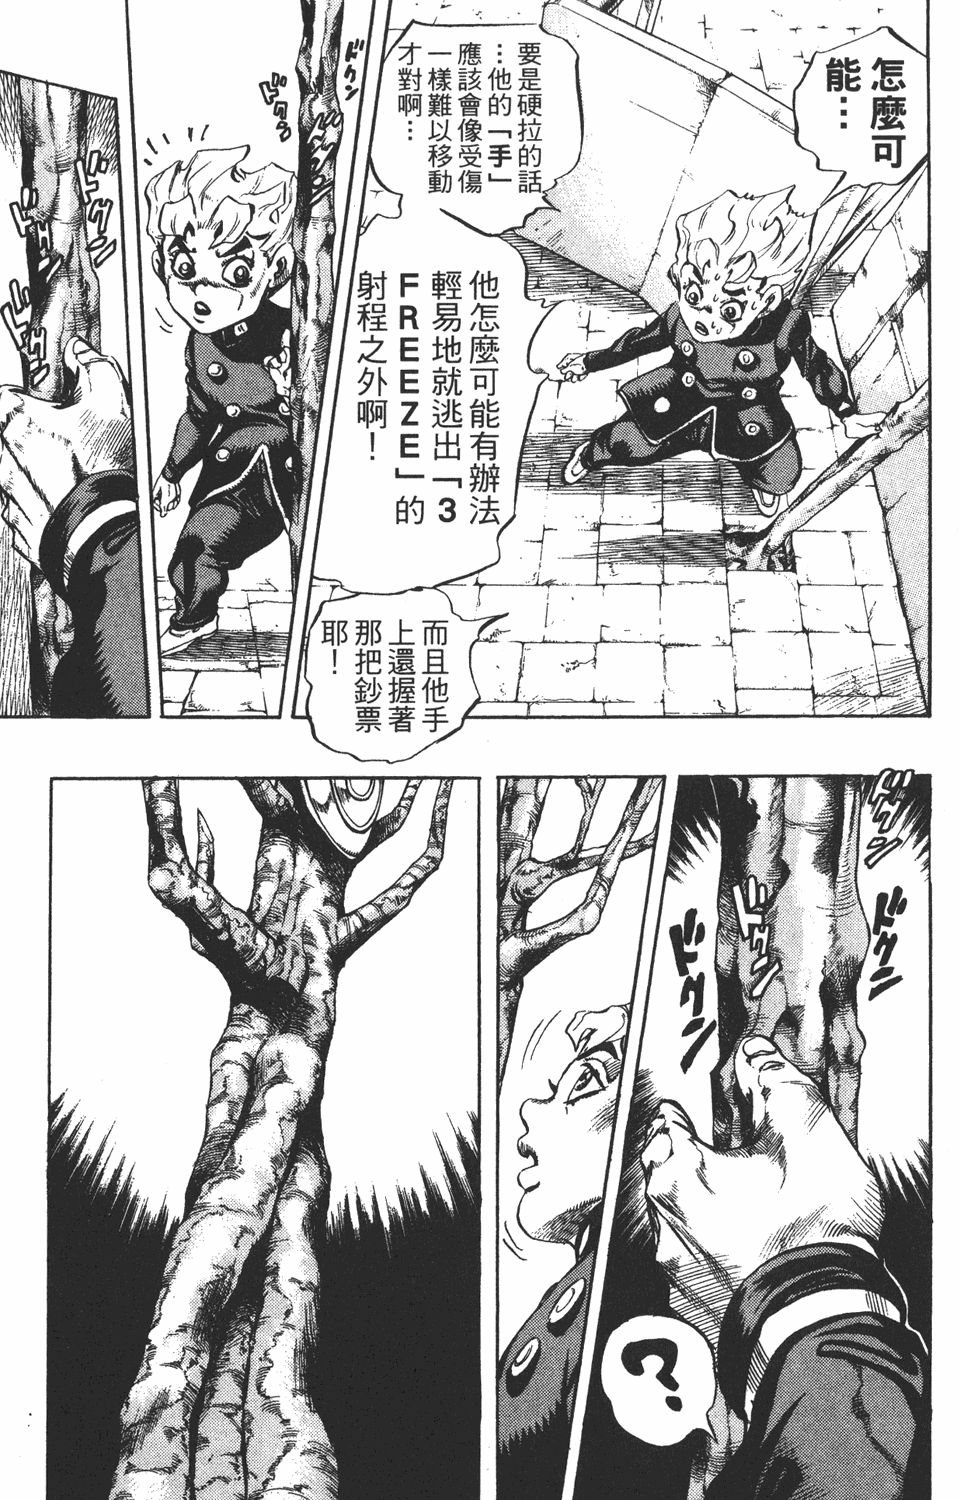 怎麼可
能…
要是硬拉的話
…他的「手」
應該會像受傷
一樣難以移動
才對啊…
他怎麼可能有辦法
輕易地就逃出「3
FREEZE」的
射程之外啊！
而且他手
上還握著
那把鈔票
耶！
ドクン
ドクン
ドクン
ドクン
ドクン
ドクン
ドクン
ドクン
？